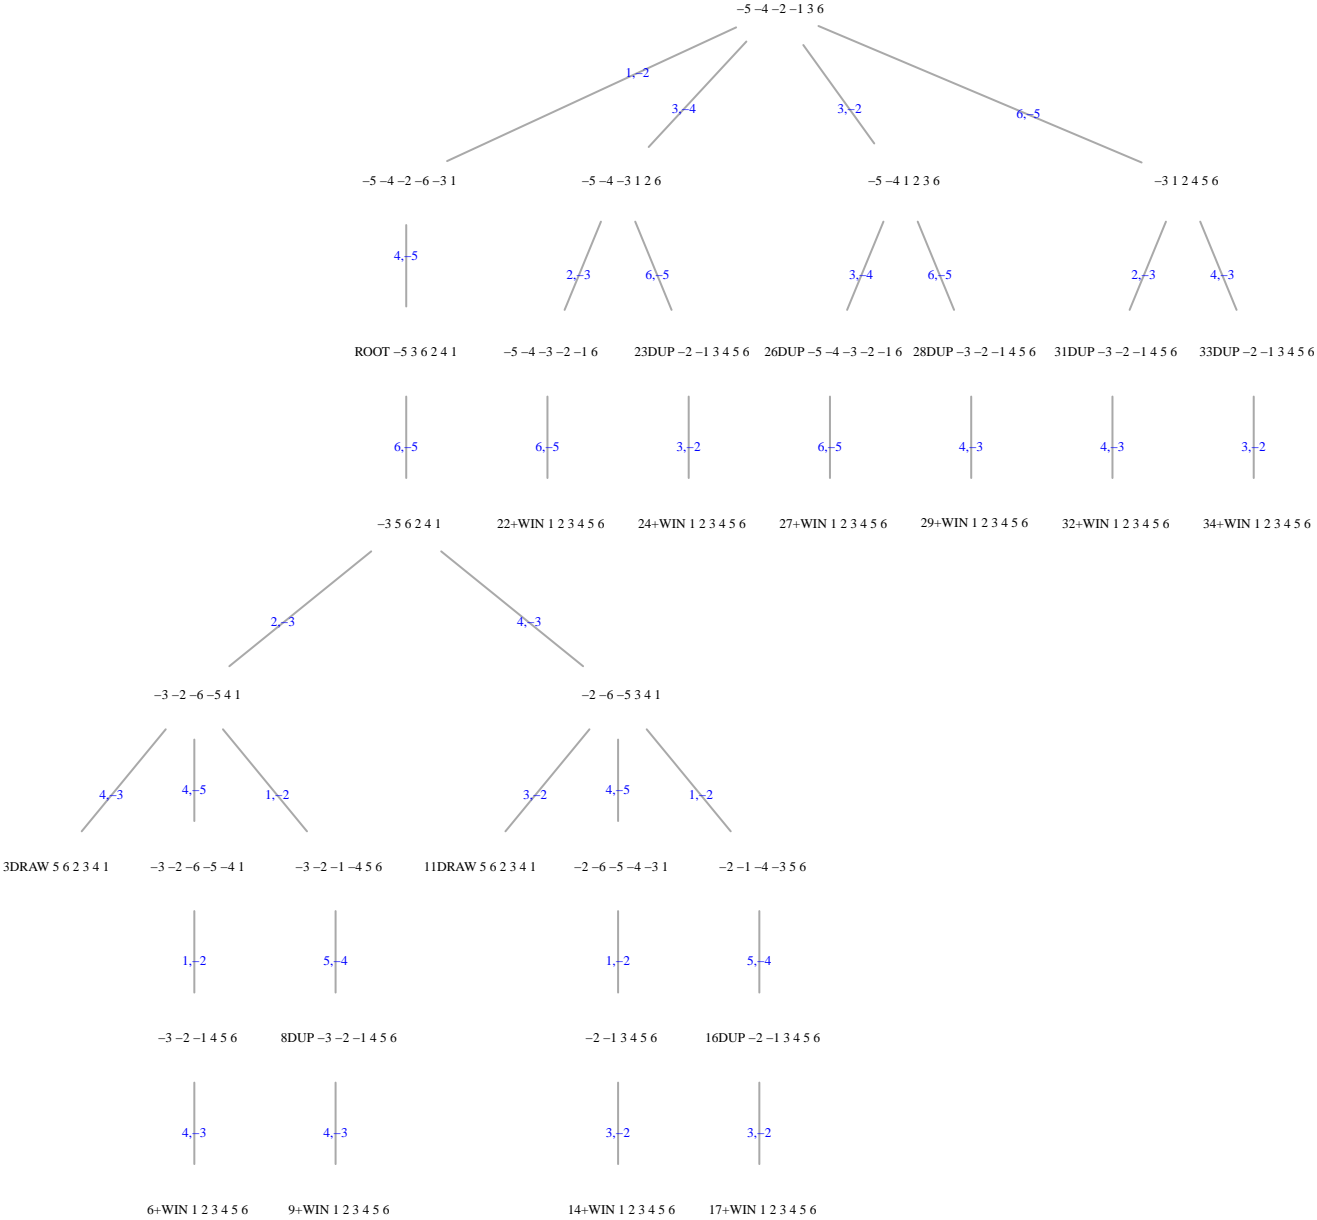 −5 −4 −2 −1 3 6
1,−2
3,−4
3,−2
6,−5
−5 −4 −2 −6 −3 1
−5 −4 −3 1 2 6
−5 −4 1 2 3 6
−3 1 2 4 5 6
4,−5
2,−3
6,−5
3,−4
6,−5
2,−3
4,−3
ROOT −5 3 6 2 4 1
−5 −4 −3 −2 −1 6
23DUP −2 −1 3 4 5 6
26DUP −5 −4 −3 −2 −1 6
28DUP −3 −2 −1 4 5 6
31DUP −3 −2 −1 4 5 6
33DUP −2 −1 3 4 5 6
6,−5
6,−5
3,−2
6,−5
4,−3
4,−3
3,−2
−3 5 6 2 4 1
22+WIN 1 2 3 4 5 6
24+WIN 1 2 3 4 5 6
27+WIN 1 2 3 4 5 6
29+WIN 1 2 3 4 5 6
32+WIN 1 2 3 4 5 6
34+WIN 1 2 3 4 5 6
2,−3
4,−3
−3 −2 −6 −5 4 1
−2 −6 −5 3 4 1
4,−3
4,−5
1,−2
3,−2
4,−5
1,−2
3DRAW 5 6 2 3 4 1
−3 −2 −6 −5 −4 1
−3 −2 −1 −4 5 6
11DRAW 5 6 2 3 4 1
−2 −6 −5 −4 −3 1
−2 −1 −4 −3 5 6
1,−2
5,−4
1,−2
5,−4
−3 −2 −1 4 5 6
8DUP −3 −2 −1 4 5 6
−2 −1 3 4 5 6
16DUP −2 −1 3 4 5 6
4,−3
4,−3
3,−2
3,−2
6+WIN 1 2 3 4 5 6
9+WIN 1 2 3 4 5 6
14+WIN 1 2 3 4 5 6
17+WIN 1 2 3 4 5 6